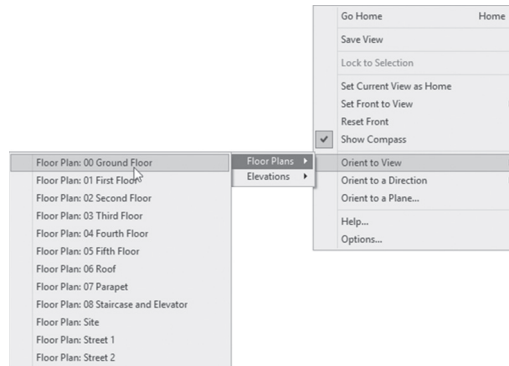 Go Home Home
Save View
Lock to Selection
Set Current View as Home
Set Front to View
Reset Front
Show Compass
Orient to View
Orient to a Direction
Orient to a Plane...
Help...
Options...
Floor Plans
Elevations
Floor Plan: 00 Ground Floor
Floor Plan: 01 First Floor
Floor Plan: 02 Second Floor
Floor Plan: 03 Third Floor
Floor Plan: 04 Fourth Floor
Floor Plan: 05 Fifth Floor
Floor Plan: 06 Roof
Floor Plan: 07 Parapet
Floor Plan: 08 Staircase and Elevator
Floor Plan: Site
Floor Plan: Street 1
Floor Plan: Street 2